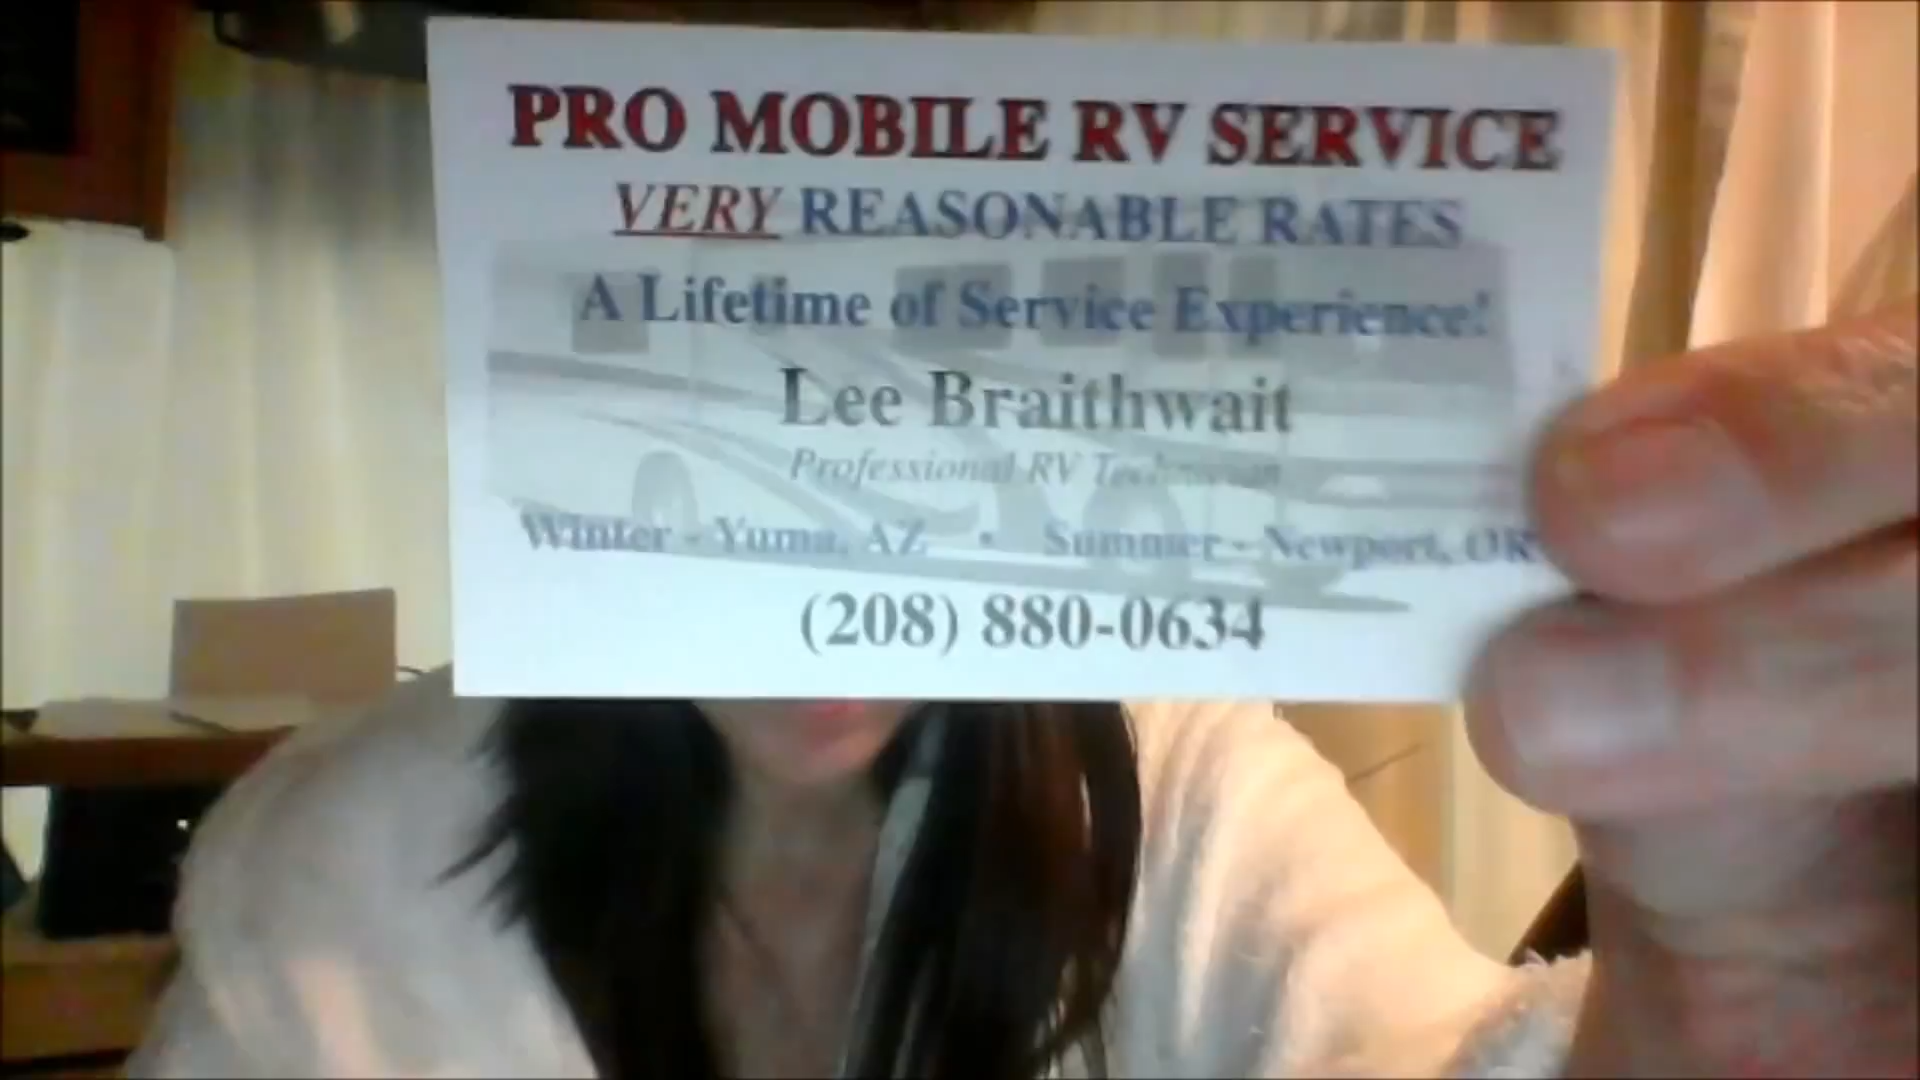 PRO MOBILE RV SERVICE
VERY REASONABLE RATES
A Lifetime of Service Experience!
Lee Braithwait
Professional RV Technician
Winter - Yuma, AZ • Summer - Newport, OR
(208) 880-0634